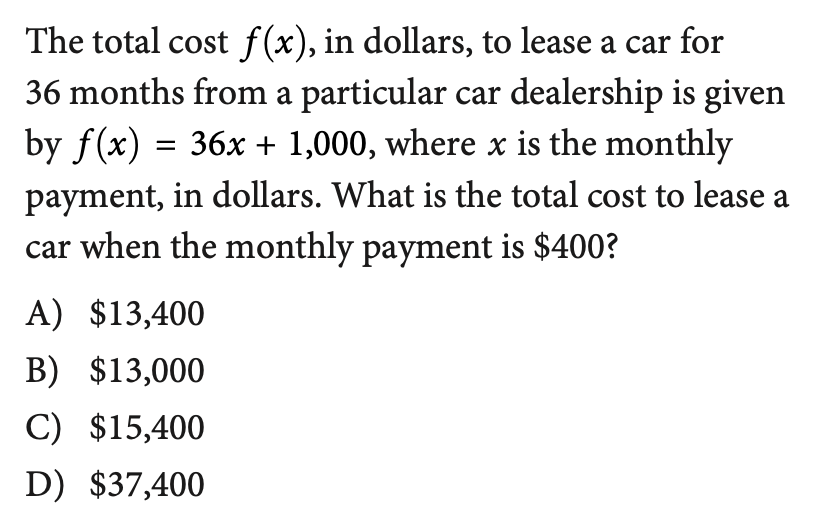 The total cost f(x), in dollars, to lease a car for
36 months from a particular car dealership is given
by f(x) = 36x + 1,000, where x is the monthly
payment, in dollars. What is the total cost to lease a
car when the monthly payment is $400?
A) $13,400
B) $13,000
C) $15,400
D) $37,400